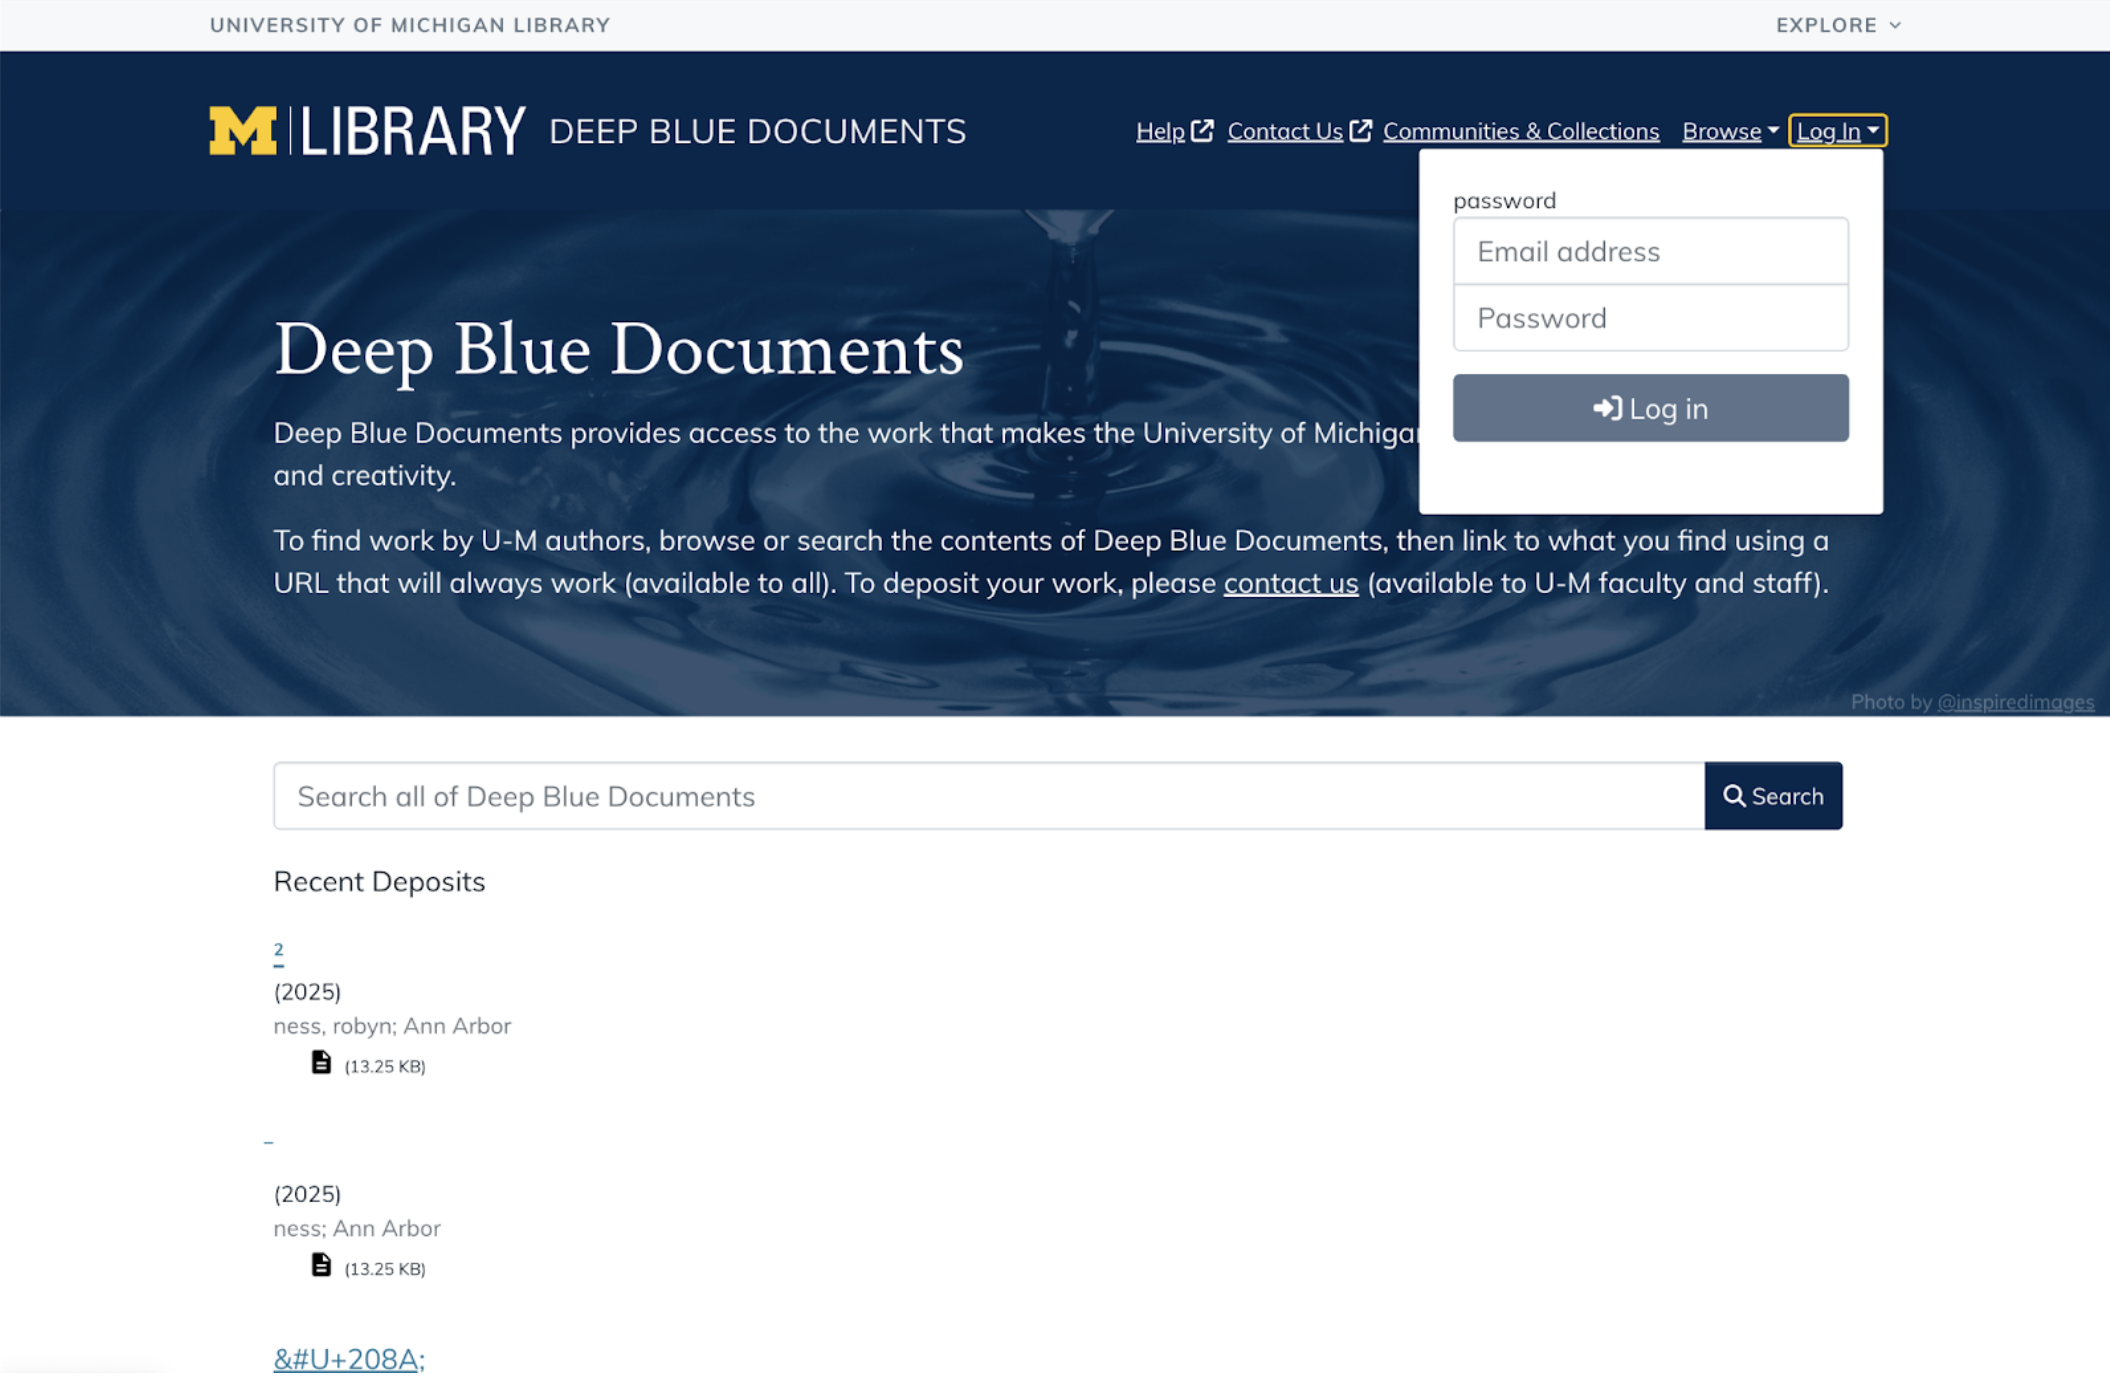 UNIVERSITY OF MICHIGAN LIBRARY
EXPLORE
M LIBRARY DEEP BLUE DOCUMENTS
Help Contact Us Communities & Collections Browse Log In
password
Email address
Password
Log in
Deep Blue Documents
Deep Blue Documents provides access to the work that makes the University of
and creativity.
To find work by U-M authors, browse or search the contents of Deep Blue Documents, then link to what you find using a
URL that will always work (available to all). To deposit your work, please contact us (available to U-M faculty and staff).
Photo by @inspiredimages
Search all of Deep Blue Documents
Search
Recent Deposits
2
(2025)
ness, robyn; Ann Arbor
(13.25 KB)
(2025)
ness; Ann Arbor
(13.25 KB)
&#U+208A;